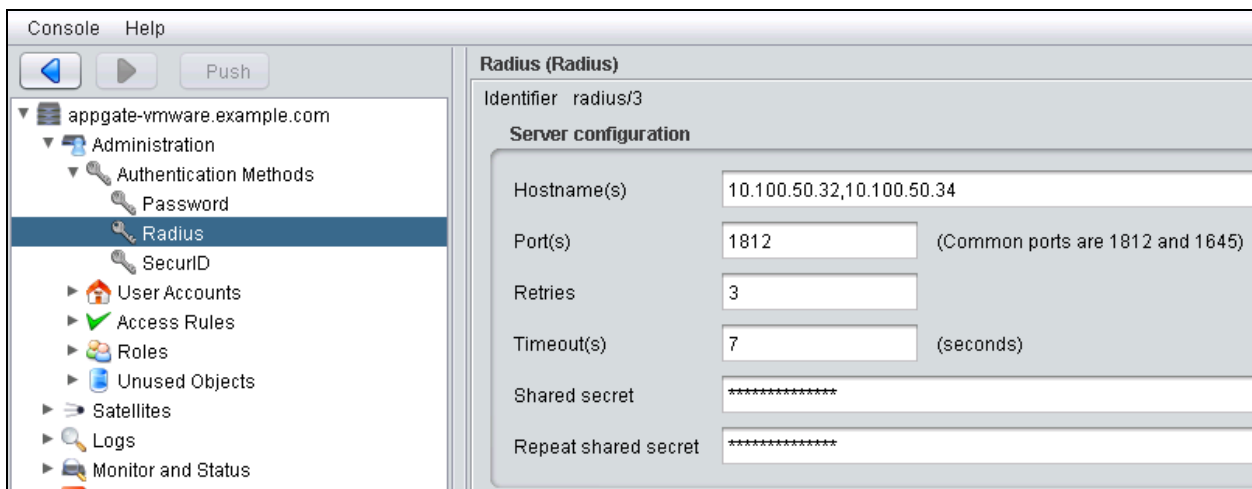 Console Help
Push
appgate-vmware.example.com
Administration
Authentication Methods
Password
Radius
SecurID
User Accounts
Access Rules
Roles
Unused Objects
Satellites
Logs
Monitor and Status
Radius (Radius)
Identifier radius/3
Server configuration
Hostname(s) 10.100.50.32,10.100.50.34
Port(s) 1812 (Common ports are 1812 and 1645)
Retries 3
Timeout(s) 7 (seconds)
Shared secret **************
Repeat shared secret **************